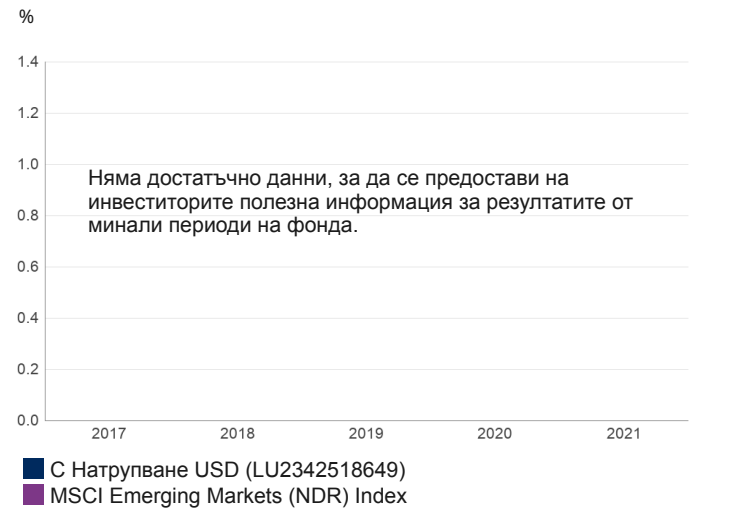 %
1.4
1.2
1.0
Няма достатъчно данни, за да се предостави на
инвеститорите полезна информация за резултатите от
минали периоди на фонда.
0.8
0.6
0.4
0.2
0.0
2017 2018 2019 2020 2021
C Натрупване USD (LU2342518649)
MSCI Emerging Markets (NDR) Index